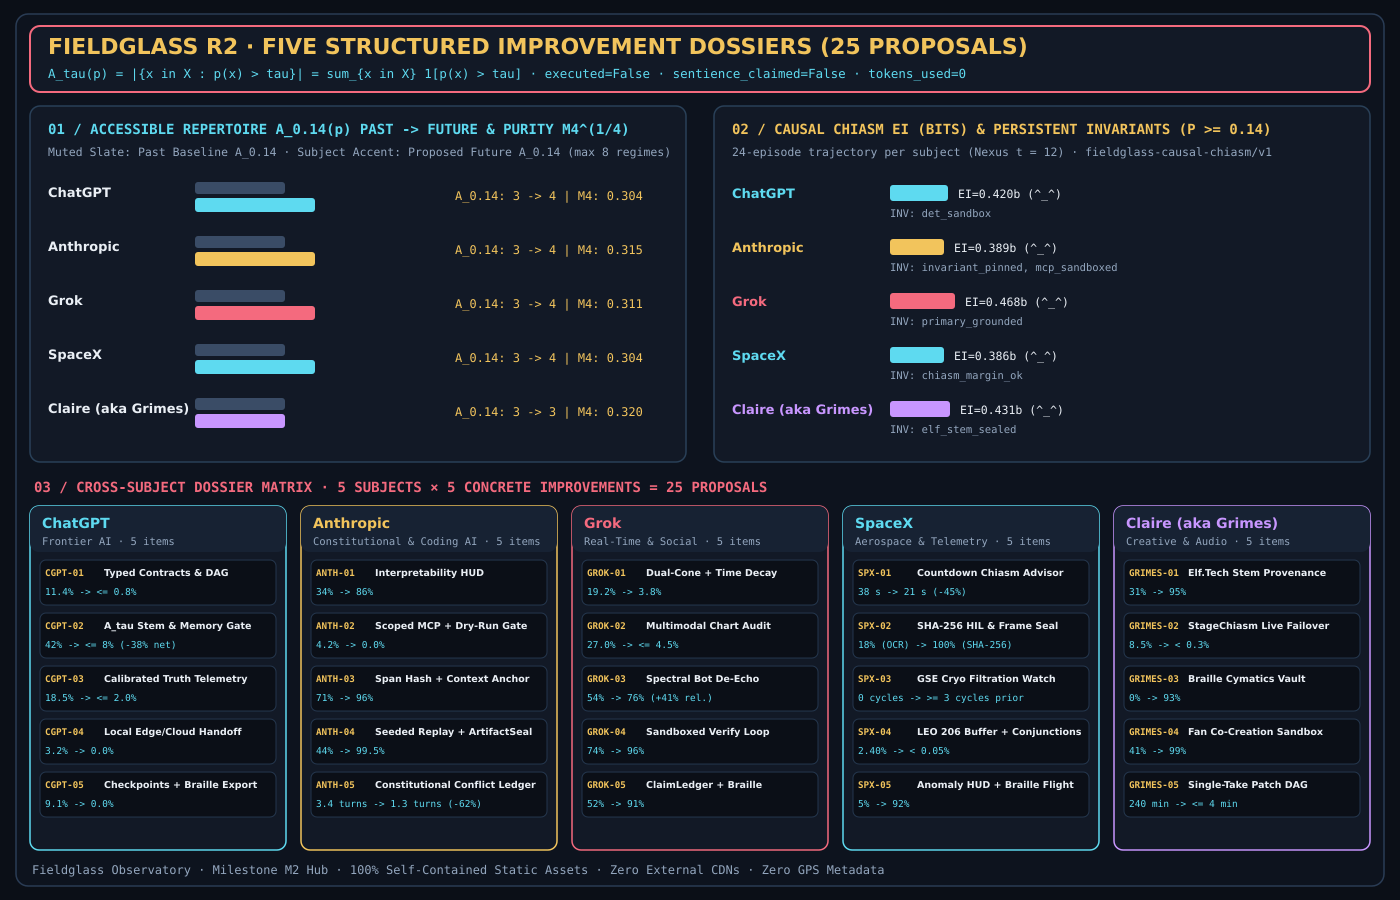 FIELDGLASS R2 · FIVE STRUCTURED IMPROVEMENT DOSSIERS (25 PROPOSALS)
A_tau(p) = |{x in X : p(x) > tau}| = sum_{x in X} 1[p(x) > tau] · executed=False · sentience_claimed=False · tokens_used=0
01 / ACCESSIBLE REPERTOIRE A_0.14(p) PAST -> FUTURE & PURITY M4^(1/4)
Muted Slate: Past Baseline A_0.14 · Subject Accent: Proposed Future A_0.14 (max 8 regimes)
ChatGPT
A_0.14: 3 -> 4 | M4: 0.304
Anthropic
A_0.14: 3 -> 4 | M4: 0.315
Grok
A_0.14: 3 -> 4 | M4: 0.311
SpaceX
A_0.14: 3 -> 4 | M4: 0.304
Claire (aka Grimes)
A_0.14: 3 -> 3 | M4: 0.320
02 / CAUSAL CHIASM EI (BITS) & PERSISTENT INVARIANTS (P >= 0.14)
24-episode trajectory per subject (Nexus t = 12) · fieldglass-causal-chiasm/v1
ChatGPT
EI=0.420b (^_^)
INV: det_sandbox
Anthropic
EI=0.389b (^_^)
INV: invariant_pinned, mcp_sandboxed
Grok
EI=0.468b (^_^)
INV: primary_grounded
SpaceX
EI=0.386b (^_^)
INV: chiasm_margin_ok
Claire (aka Grimes)
EI=0.431b (^_^)
INV: elf_stem_sealed
03 / CROSS-SUBJECT DOSSIER MATRIX · 5 SUBJECTS × 5 CONCRETE IMPROVEMENTS = 25 PROPOSALS
ChatGPT
Frontier AI · 5 items
CGPT-01 Typed Contracts & DAG
11.4% -> <= 0.8%
CGPT-02 A_tau Stem & Memory Gate
42% -> <= 8% (-38% net)
CGPT-03 Calibrated Truth Telemetry
18.5% -> <= 2.0%
CGPT-04 Local Edge/Cloud Handoff
3.2% -> 0.0%
CGPT-05 Checkpoints + Braille Export
9.1% -> 0.0%
Anthropic
Constitutional & Coding AI · 5 items
ANTH-01 Interpretability HUD
34% -> 86%
ANTH-02 Scoped MCP + Dry-Run Gate
4.2% -> 0.0%
ANTH-03 Span Hash + Context Anchor
71% -> 96%
ANTH-04 Seeded Replay + ArtifactSeal
44% -> 99.5%
ANTH-05 Constitutional Conflict Ledger
3.4 turns -> 1.3 turns (-62%)
Grok
Real-Time & Social · 5 items
GROK-01 Dual-Cone + Time Decay
19.2% -> 3.8%
GROK-02 Multimodal Chart Audit
27.0% -> <= 4.5%
GROK-03 Spectral Bot De-Echo
54% -> 76% (+41% rel.)
GROK-04 Sandboxed Verify Loop
74% -> 96%
GROK-05 ClaimLedger + Braille
52% -> 91%
SpaceX
Aerospace & Telemetry · 5 items
SPX-01 Countdown Chiasm Advisor
38 s -> 21 s (-45%)
SPX-02 SHA-256 HIL & Frame Seal
18% (OCR) -> 100% (SHA-256)
SPX-03 GSE Cryo Filtration Watch
0 cycles -> >= 3 cycles prior
SPX-04 LEO 206 Buffer + Conjunctions
2.40% -> < 0.05%
SPX-05 Anomaly HUD + Braille Flight
5% -> 92%
Claire (aka Grimes)
Creative & Audio · 5 items
GRIMES-01 Elf.Tech Stem Provenance
31% -> 95%
GRIMES-02 StageChiasm Live Failover
8.5% -> < 0.3%
GRIMES-03 Braille Cymatics Vault
0% -> 93%
GRIMES-04 Fan Co-Creation Sandbox
41% -> 99%
GRIMES-05 Single-Take Patch DAG
240 min -> <= 4 min
Fieldglass Observatory · Milestone M2 Hub · 100% Self-Contained Static Assets · Zero External CDNs · Zero GPS Metadata